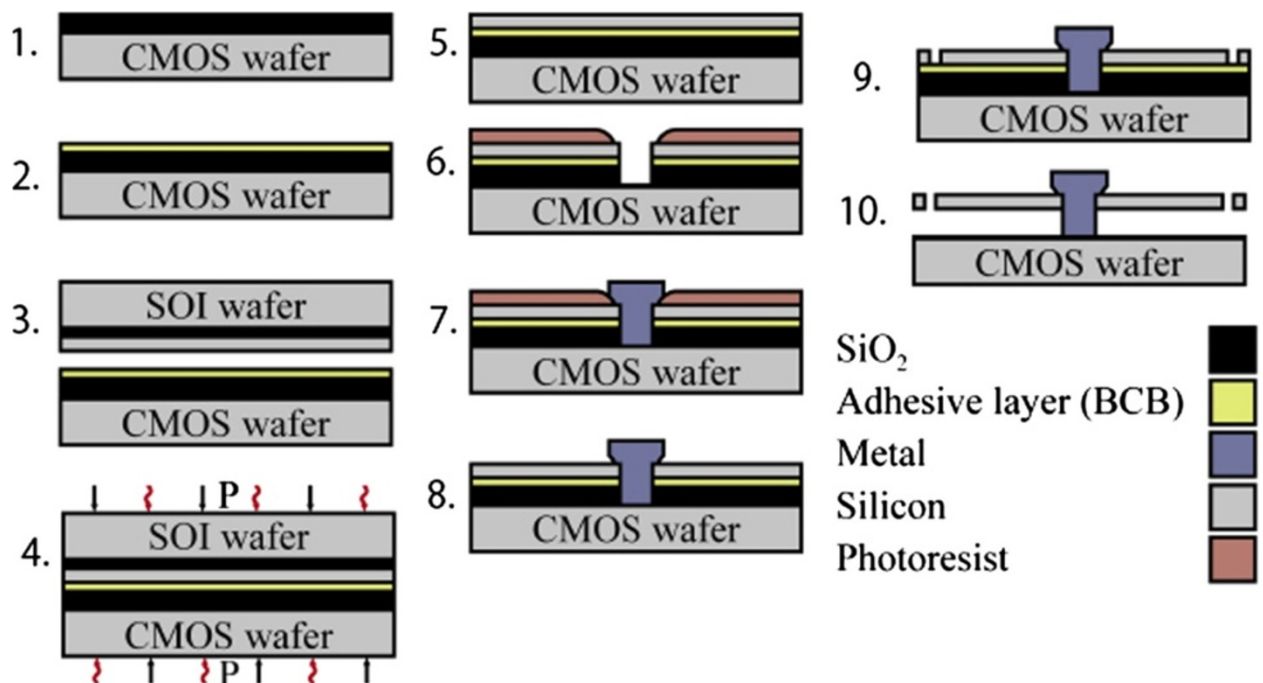 1.
CMOS wafer
2.
CMOS wafer
3.
SOI wafer
CMOS wafer
4.
P
SOI wafer
CMOS wafer
P
5.
CMOS wafer
6.
CMOS wafer
7.
CMOS wafer
8.
CMOS wafer
9.
CMOS wafer
10.
CMOS wafer
SiO₂
Adhesive layer (BCB)
Metal
Silicon
Photoresist